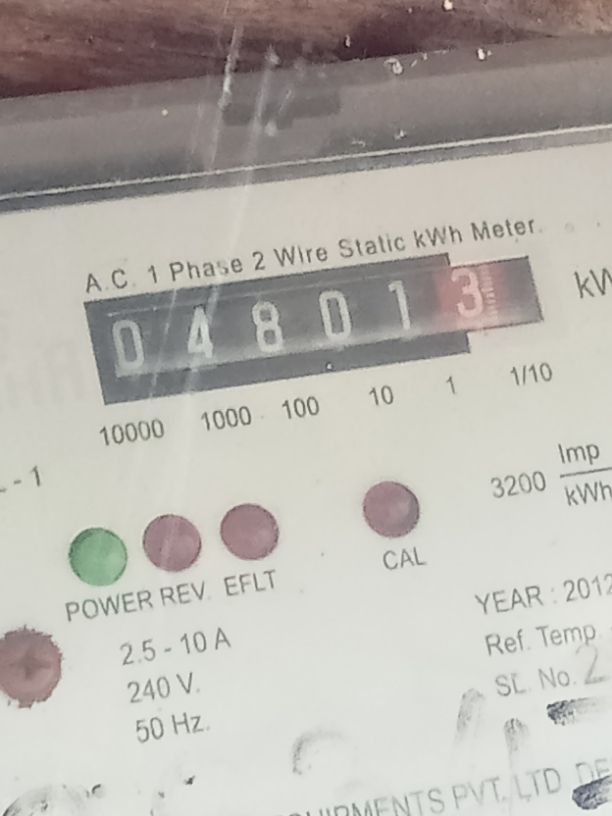 A.C. 1 Phase 2 Wire Static kWh Meter
0 4 8 0 1 3
10000 1000 100 10 1 1/10
- 1
3200 Imp
kWh
POWER REV. EFLT
CAL
2.5 - 10 A
240 V.
50 Hz.
YEAR : 2012
Ref. Temp.
SL. No. 2
PVT. LTD